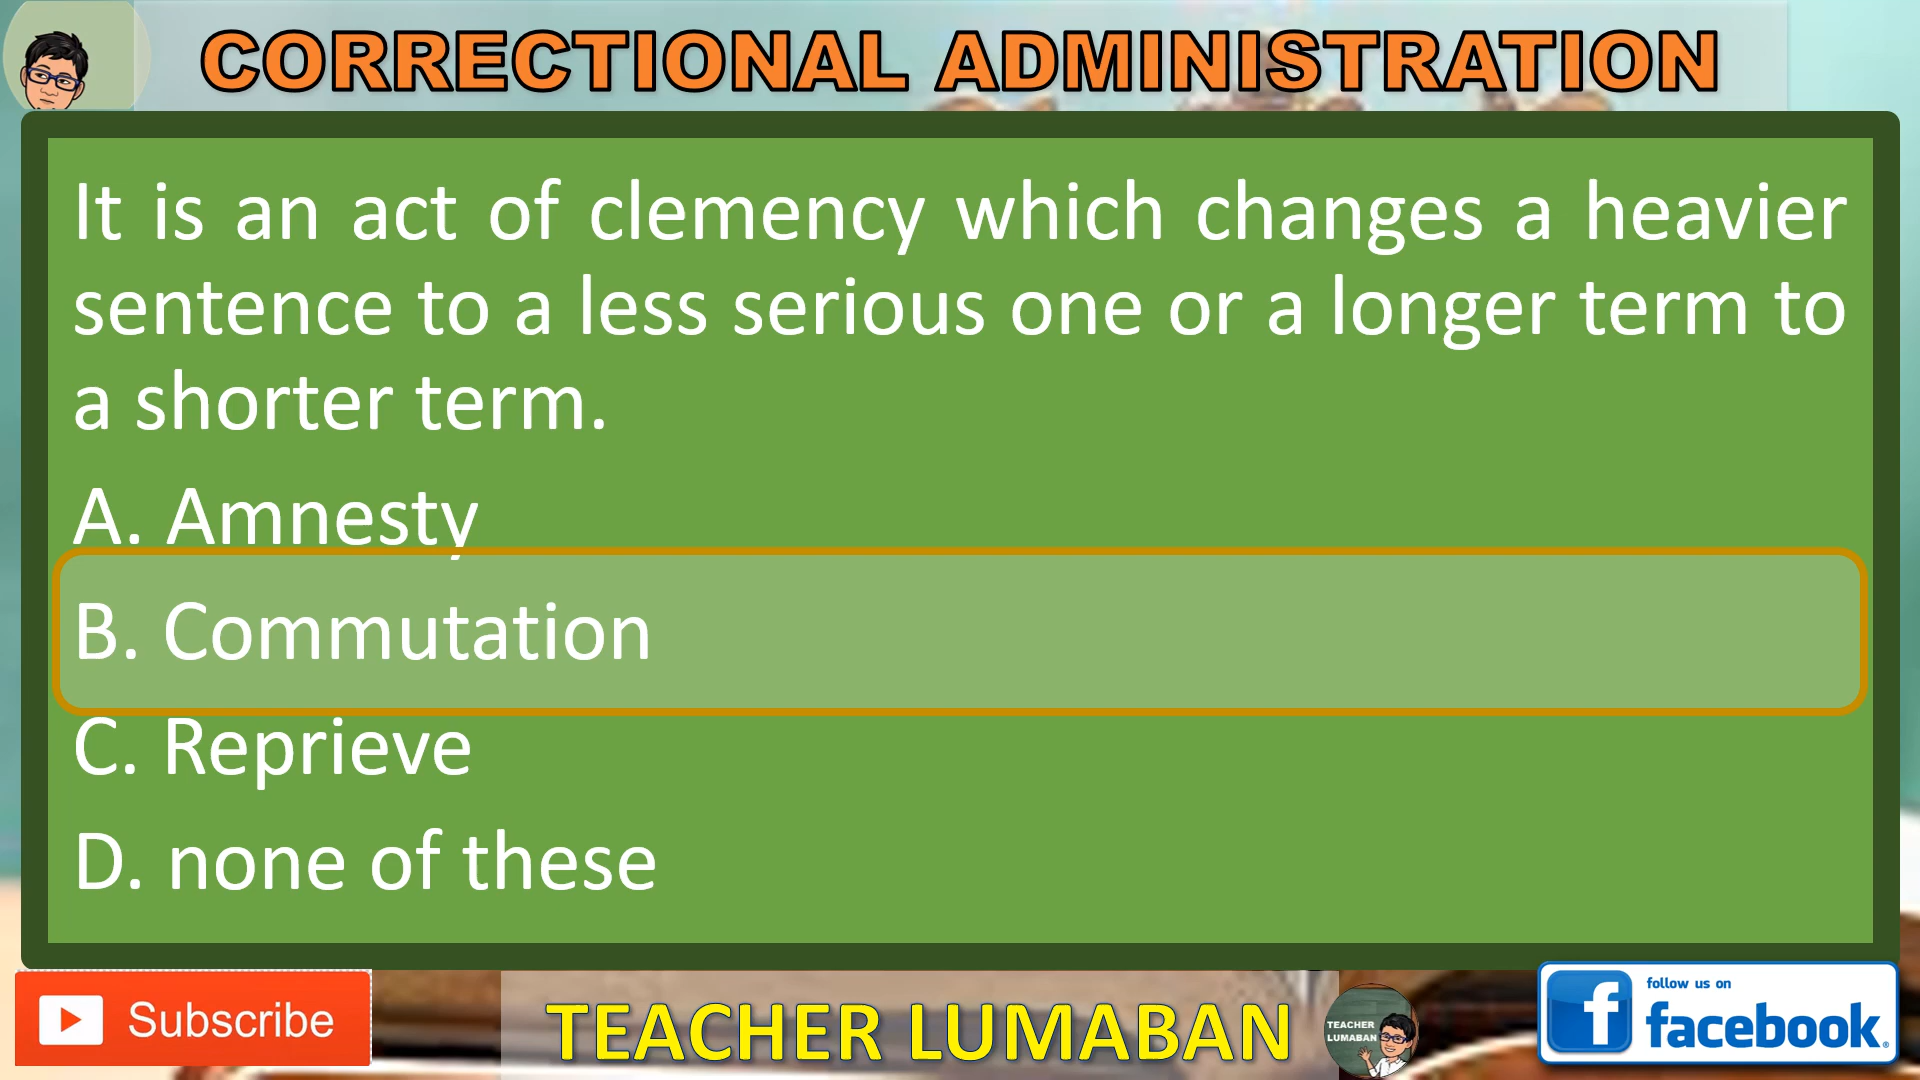 CORRECTIONAL ADMINISTRATION
It is an act of clemency which changes a heavier
sentence to a less serious one or a longer term to
a shorter term.
A. Amnesty
B. Commutation
C. Reprieve
D. none of these
Subscribe
TEACHER LUMABAN
TEACHER
LUMABAN
follow us on
facebook